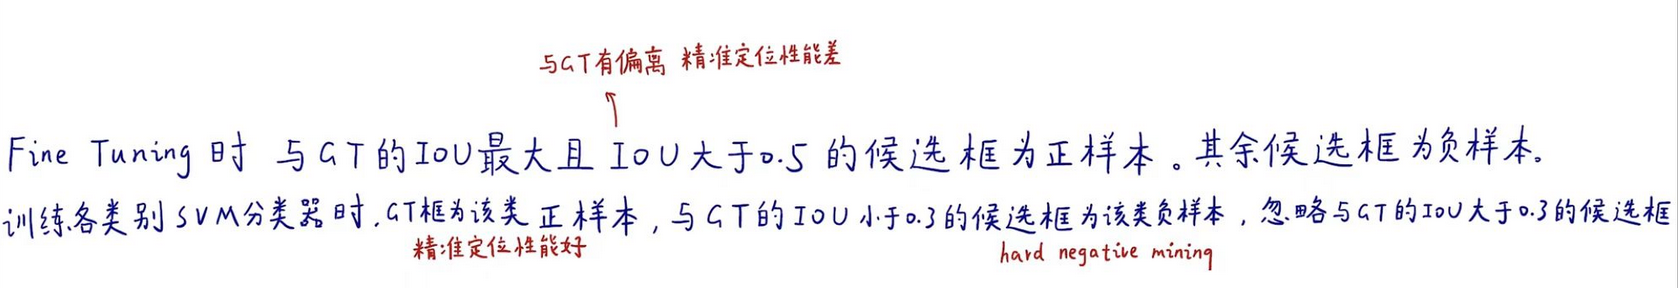 与GT有偏离 精准定位性能差
Fine Tuning 时 与GT的IOU最大且IOU大于0.5的候选框为正样本。其余候选框为负样本.
训练各类别SVM分类器时,GT框为该类正样本,与GT的IOU小于0.3的候选框为该类负样本,忽略与GT的IOU大于0.3的候选框
精准定位性能好
hard negative mining